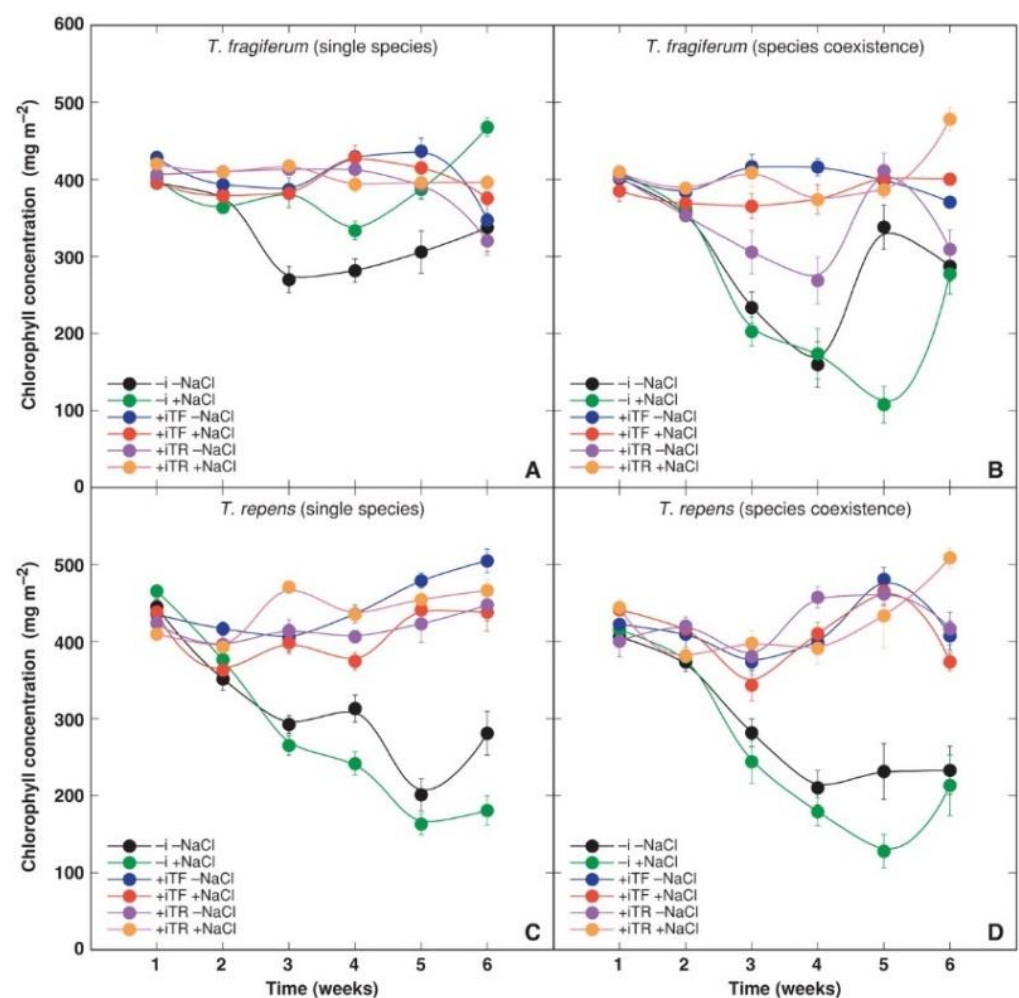 T. fragiferum (single species)
T. fragiferum (species coexistence)
Chlorophyll concentration (mg m⁻²)
600
500
400
300
200
100
0
–i –NaCl
–i +NaCl
+iTF –NaCl
+iTF +NaCl
+iTR –NaCl
+iTR +NaCl
A
–i –NaCl
–i +NaCl
+iTF –NaCl
+iTF +NaCl
+iTR –NaCl
+iTR +NaCl
B
T. repens (single species)
T. repens (species coexistence)
Chlorophyll concentration (mg m⁻²)
500
400
300
200
100
0
–i –NaCl
–i +NaCl
+iTF –NaCl
+iTF +NaCl
+iTR –NaCl
+iTR +NaCl
C
–i –NaCl
–i +NaCl
+iTF –NaCl
+iTF +NaCl
+iTR –NaCl
+iTR +NaCl
D
1 2 3 4 5 6
1 2 3 4 5 6
Time (weeks)
Time (weeks)